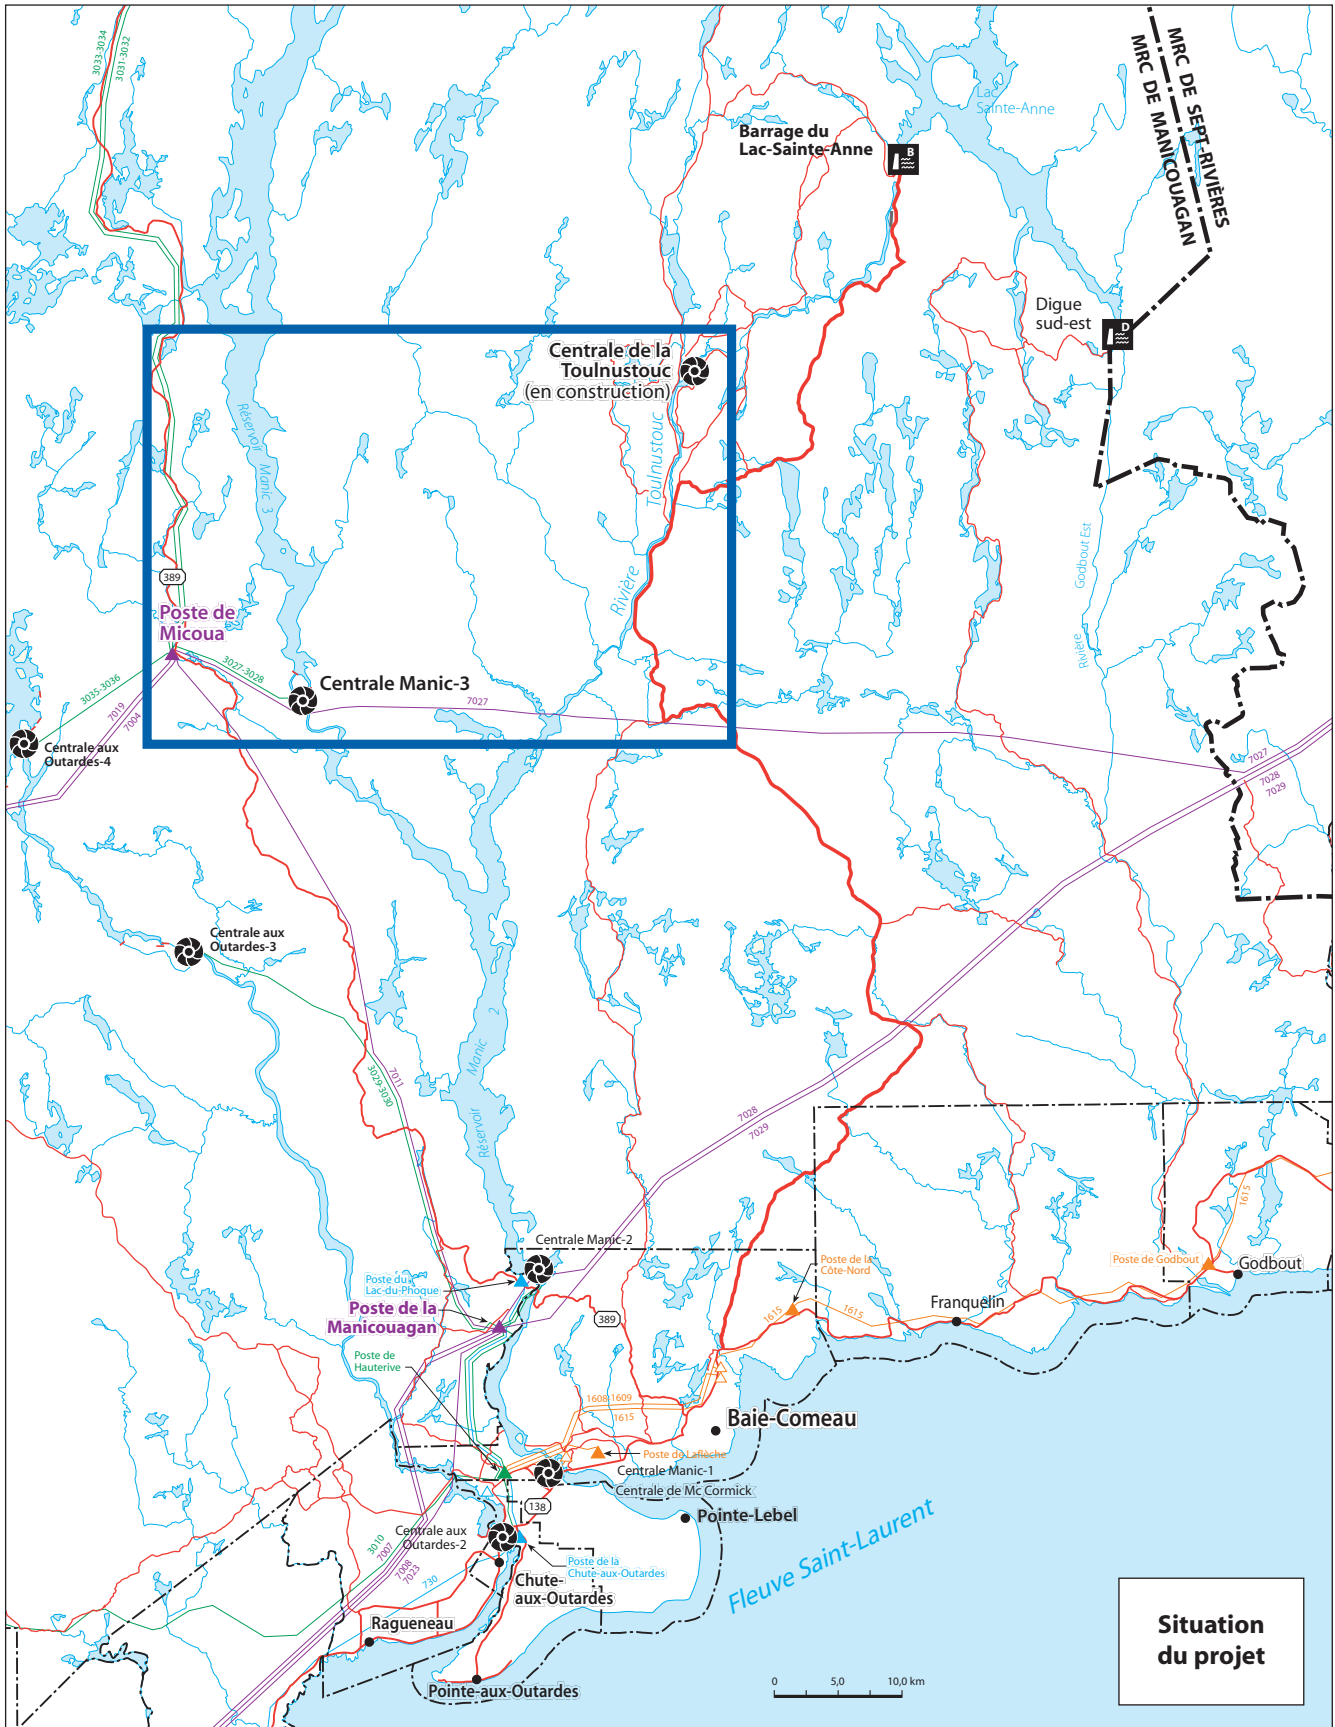 3033-3034
3031-3032
Lac
Sainte-Anne
MRC DE SEPT-RIVIÈRES
MRC DE MANICOUAGAN
Barrage du
Lac-Sainte-Anne
B
Digue
sud-est
D
Centrale de la
Toulnustouc
(en construction)
Réservoir Manic 3
Rivière Toulnustouc
Rivière Godbout Est
389
Poste de
Micoua
3027-3028
3035-3036
7019
7004
Centrale Manic-3
7027
Centrale aux
Outardes-4
7027
7028
7029
Centrale aux
Outardes-3
Réservoir Manic 2
7011
3029-3030
7028
7029
1615
Centrale Manic-2
Poste du
Lac-du-Phoque
Poste de la
Côte-Nord
Poste de Godbout
Godbout
Poste de la
Manicouagan
389
1615
1615
Franquelin
Poste de
Hauterive
1608-1609
1615
Baie-Comeau
Poste de Laflèche
Centrale Manic-1
Centrale de Mc Cormick
138
Pointe-Lebel
Centrale aux
Outardes-2
3010
7007
7008
7023
730
Poste de la
Chute-aux-Outardes
Chute-
aux-Outardes
Fleuve Saint-Laurent
Ragueneau
Pointe-aux-Outardes
0 5,0 10,0 km
Situation
du projet